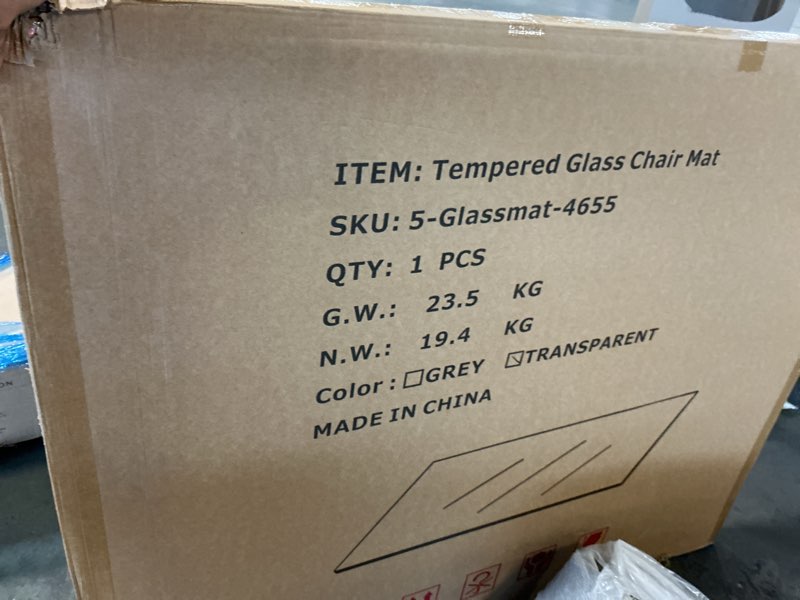 ITEM: Tempered Glass Chair Mat
SKU: 5-Glassmat-4655
QTY: 1 PCS
G.W.: 23.5 KG
N.W.: 19.4 KG
Color: ☐GREY ☑TRANSPARENT
MADE IN CHINA